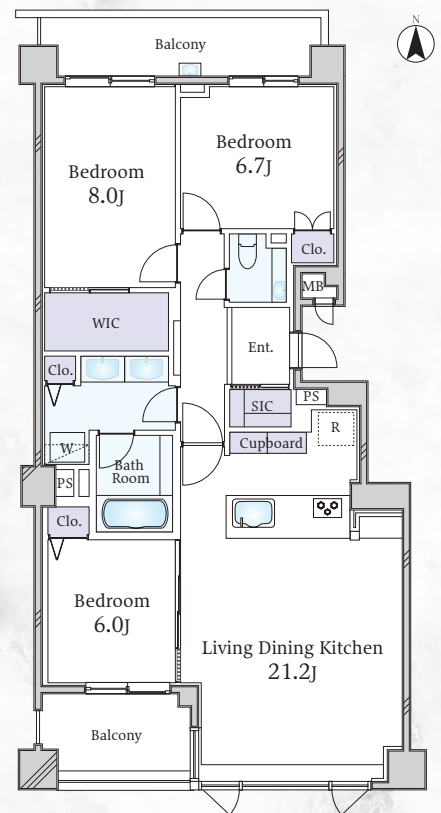 N
Balcony
Bedroom
6.7J
Bedroom
8.0J
Clo.
MB
WIC
Ent.
Clo.
PS
SIC
R
Cupboard
W
Bath
Room
PS
Clo.
Bedroom
6.0J
Living Dining Kitchen
21.2J
Balcony